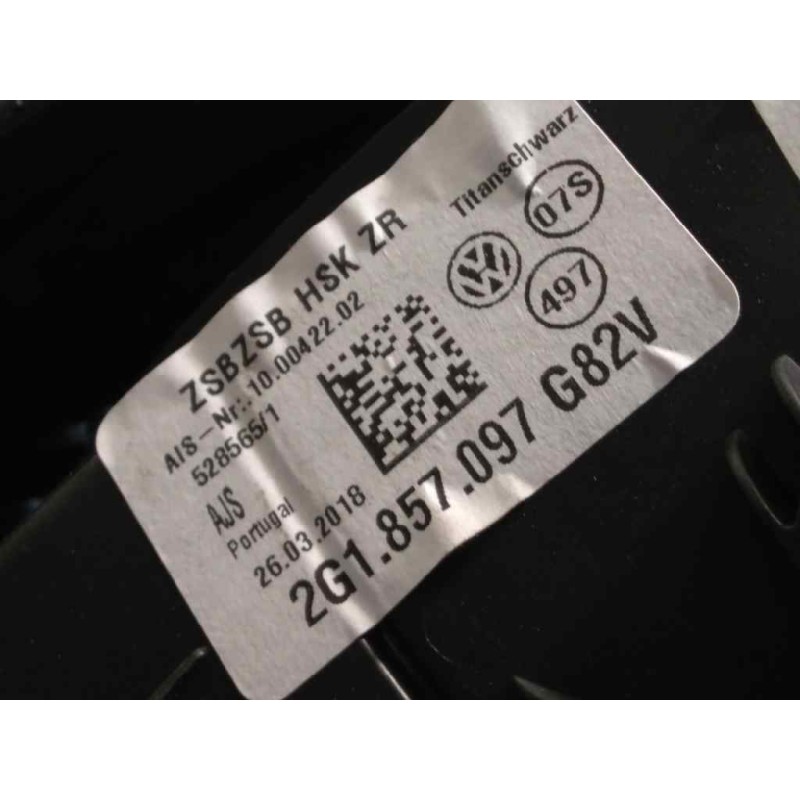 ZSBZSB HSK ZR
Titanschwarz
07S
AIS-Nr.:10.00422.02
VW
497
528565/1
AJS
Portugal
26.03.2018
2G1.857.097 G82V